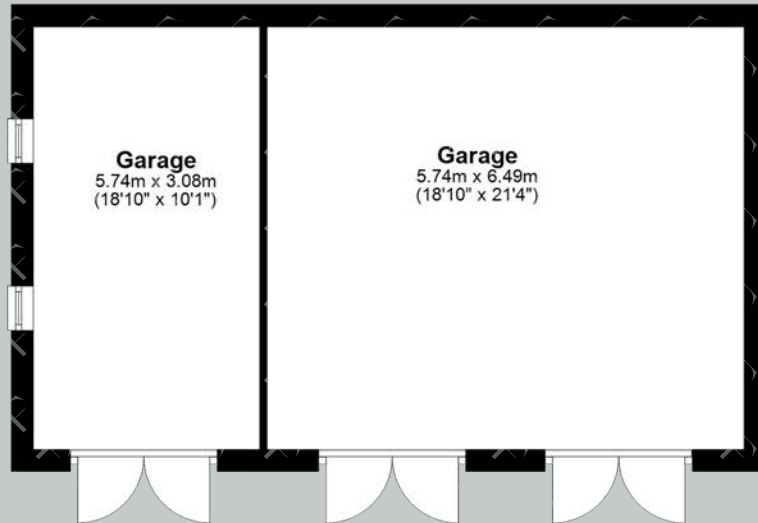 Garage
5.74m x 3.08m
(18'10" x 10'1")
Garage
5.74m x 6.49m
(18'10" x 21'4")